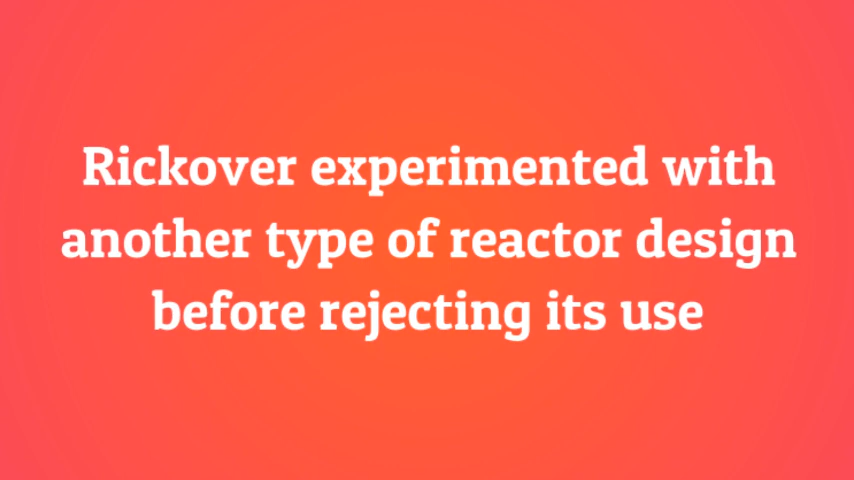 Rickover experimented with
another type of reactor design
before rejecting its use